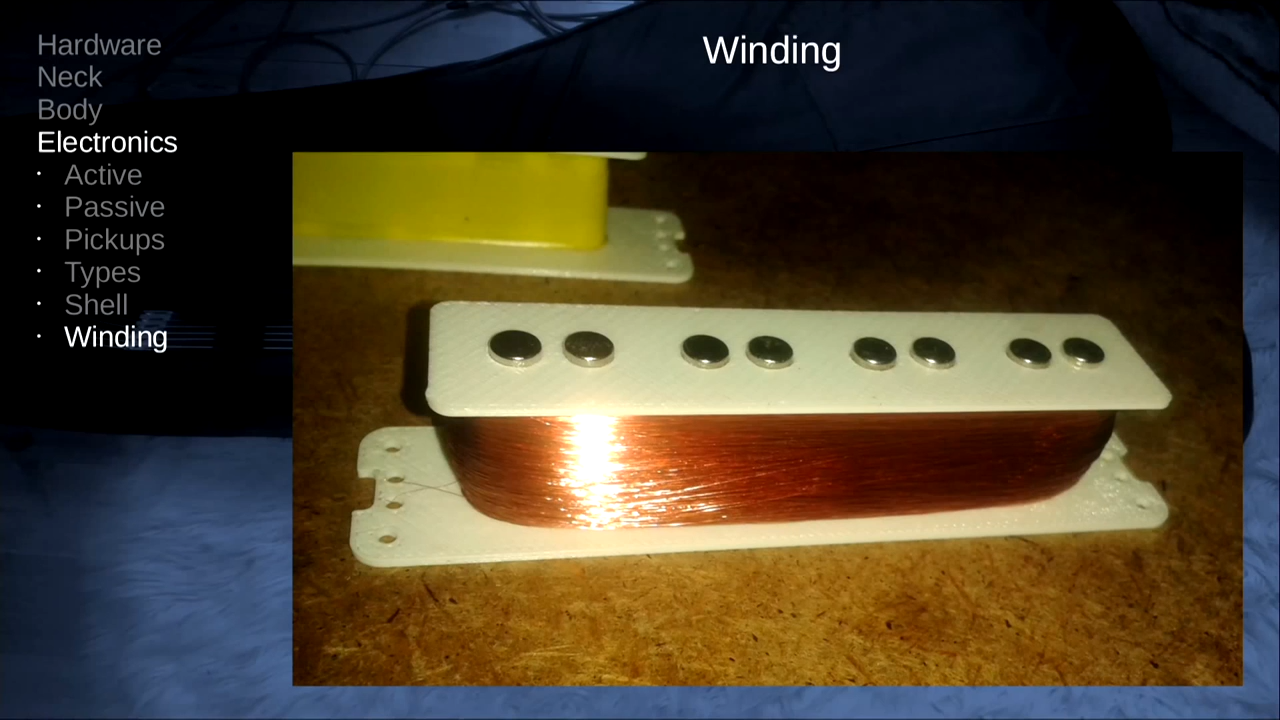 Hardware
Neck
Body
Electronics
• Active
• Passive
• Pickups
• Types
• Shell
• Winding
Winding